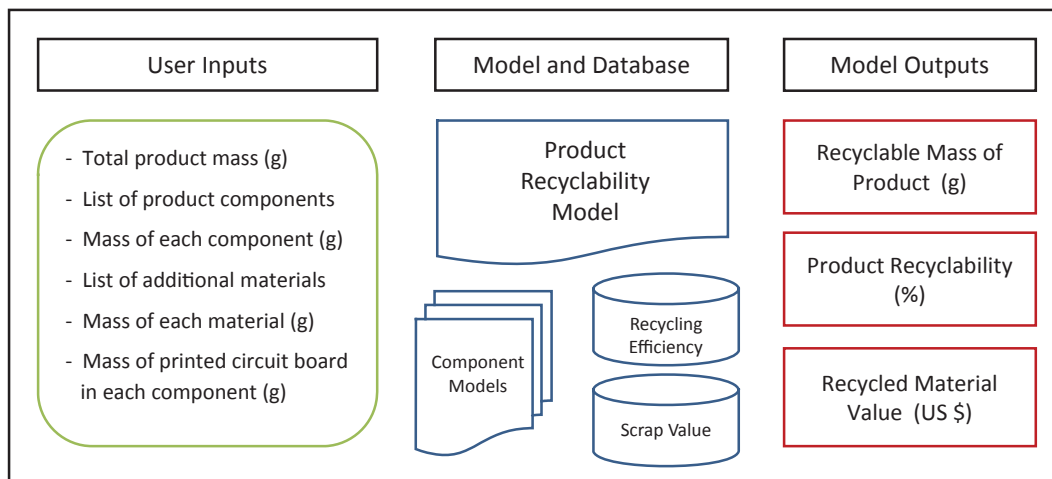 User Inputs
- Total product mass (g)
- List of product components
- Mass of each component (g)
- List of additional materials
- Mass of each material (g)
- Mass of printed circuit board
in each component (g)
Model and Database
Product
Recyclability
Model
Component
Models
Recycling
Efficiency
Scrap Value
Model Outputs
Recyclable Mass of
Product (g)
Product Recyclability
(%)
Recycled Material
Value (US $)